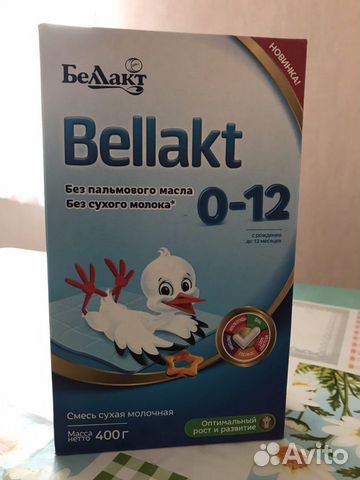 Беллакт
НОВИНКА!
Bellakt
Без пальмового масла
Без сухого молока*
0-12
с рождения
до 12 месяцев
Смесь сухая молочная
Масса
нетто 400 г
Оптимальный
рост и развитие
Avito